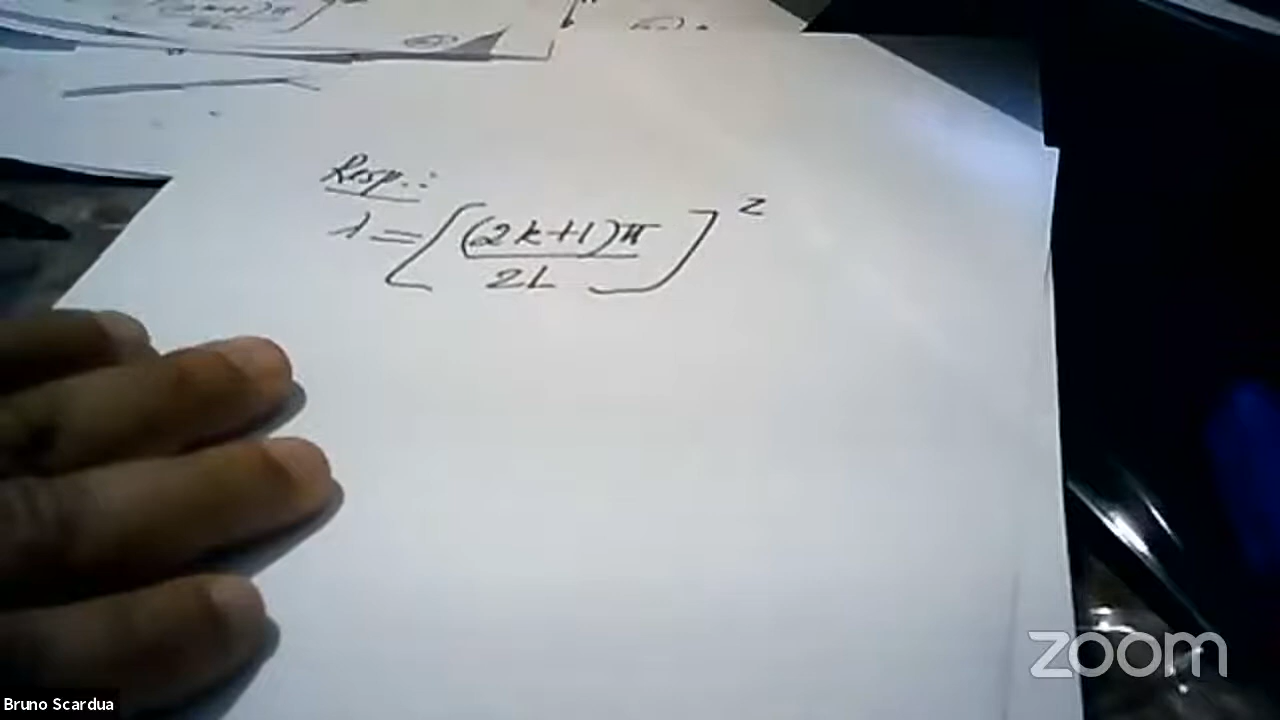 Resp.:
λ = [(2k+1)π / 2L]²
zoom
Bruno Scardua